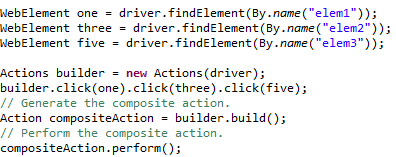 WebElement one = driver.findElement(By.name("elem1"));
WebElement three = driver.findElement(By.name("elem2"));
WebElement five = driver.findElement(By.name("elem3"));
Actions builder = new Actions(driver);
builder.click(one).click(three).click(five);
// Generate the composite action.
Action compositeAction = builder.build();
// Perform the composite action.
compositeAction.perform();